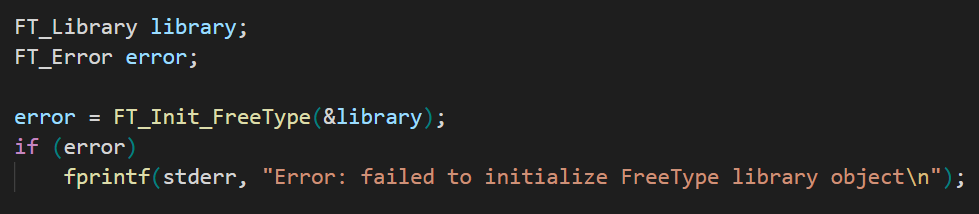 FT_Library library;
FT_Error error;
error = FT_Init_FreeType(&library);
if (error)
fprintf(stderr, "Error: failed to initialize FreeType library object\n");